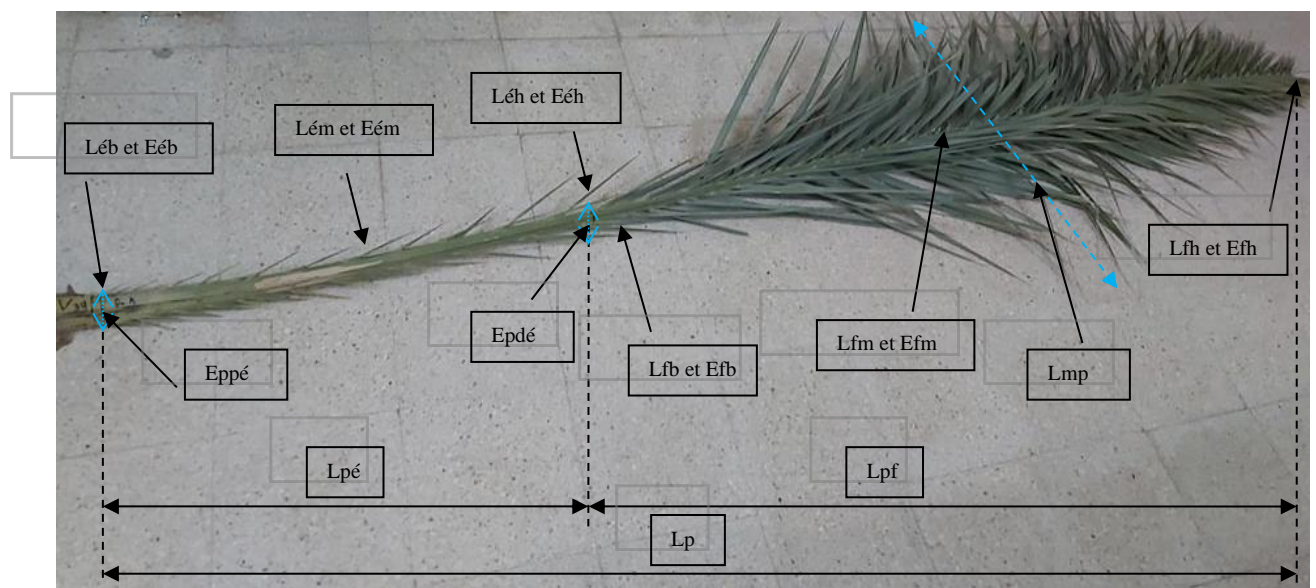 Léh et Eéh
Lém et Eém
Léb et Eéb
Lfh et Efh
Epdé
Lfm et Efm
Eppé
Lfb et Efb
Lmp
Lpé
Lpf
Lp